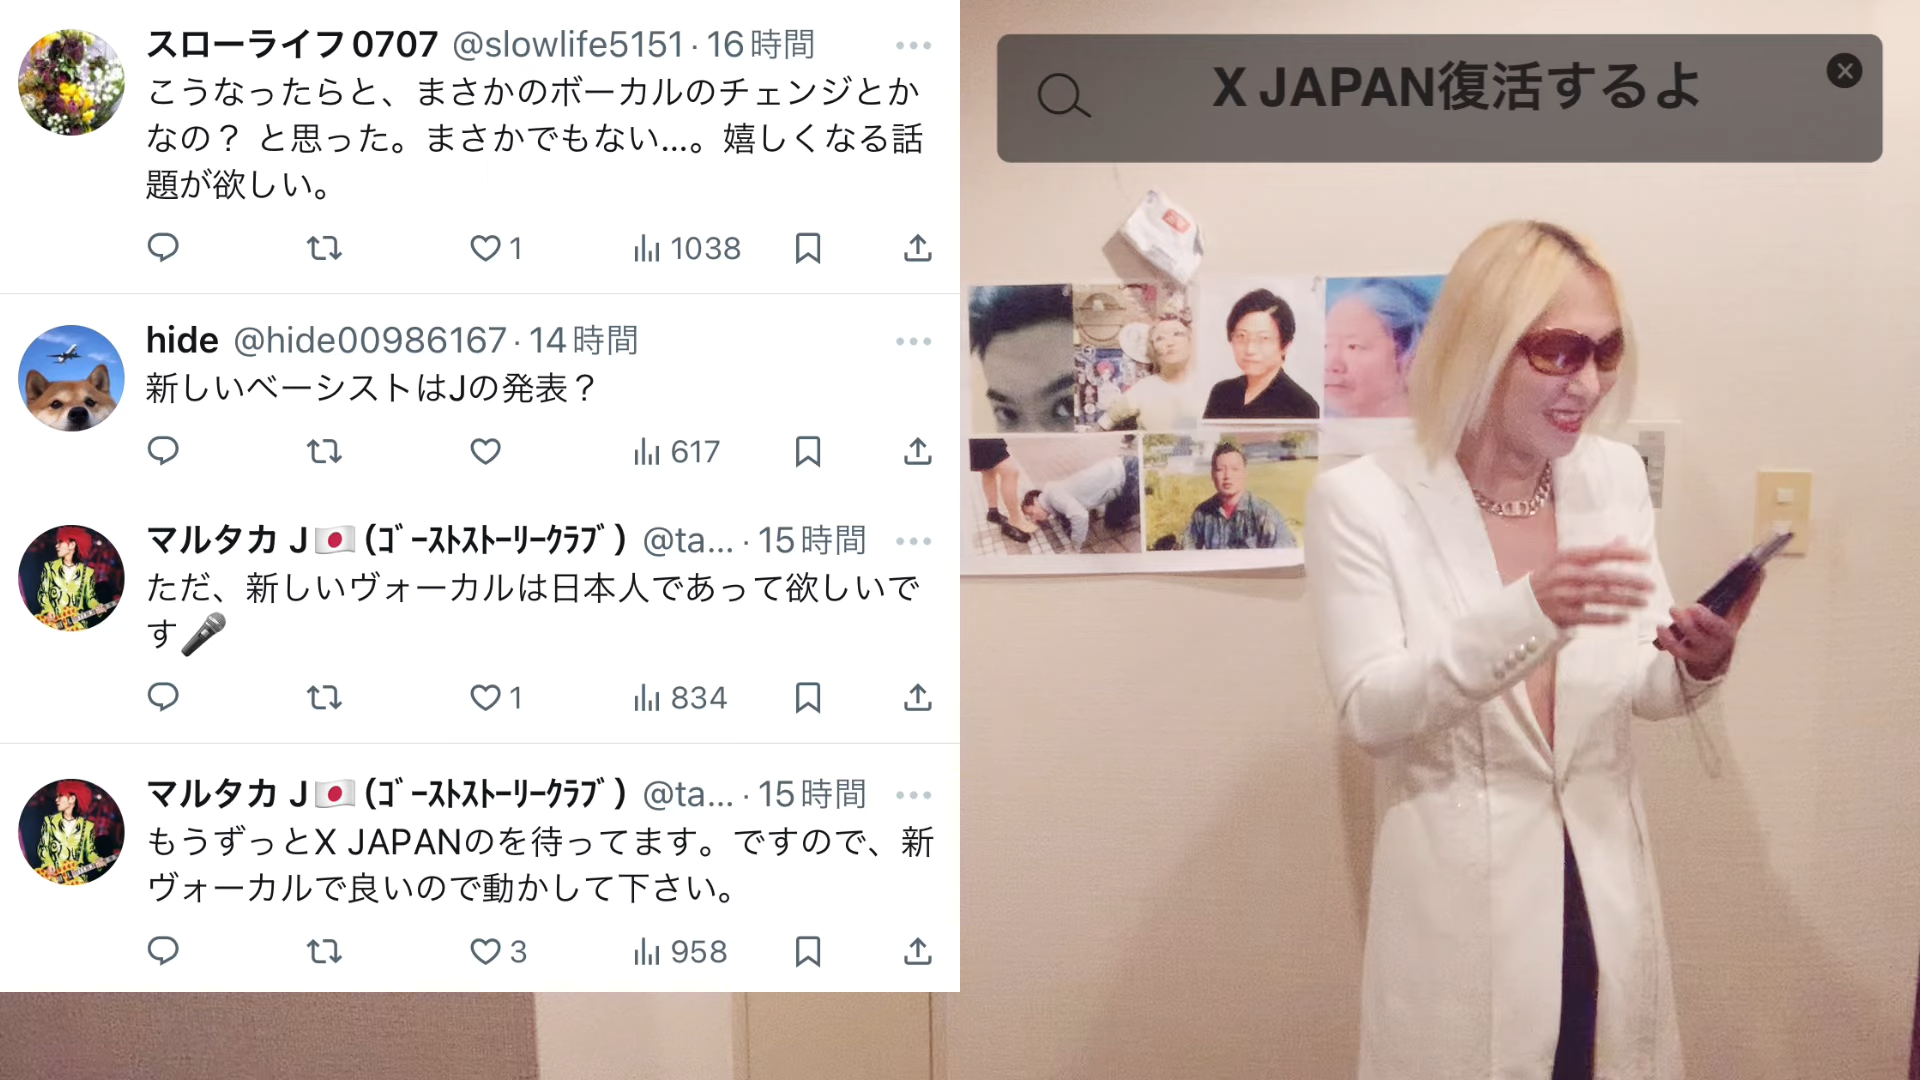 スローライフ0707 @slowlife5151・16時間
こうなったらと、まさかのボーカルのチェンジとか
なの？ と思った。まさかでもない...。嬉しくなる話
題が欲しい。
1 1038
hide @hide00986167・14時間
新しいベーシストはJの発表？
617
マルタカ J🇯🇵(ｺﾞｰｽﾄｽﾄｰﾘｰｸﾗﾌﾞ) @ta...・15時間
ただ、新しいヴォーカルは日本人であって欲しいで
す🎤
1 834
マルタカ J🇯🇵(ｺﾞｰｽﾄｽﾄｰﾘｰｸﾗﾌﾞ) @ta...・15時間
もうずっとX JAPANのを待ってます。ですので、新
ヴォーカルで良いので動かして下さい。
3 958
X JAPAN復活するよ